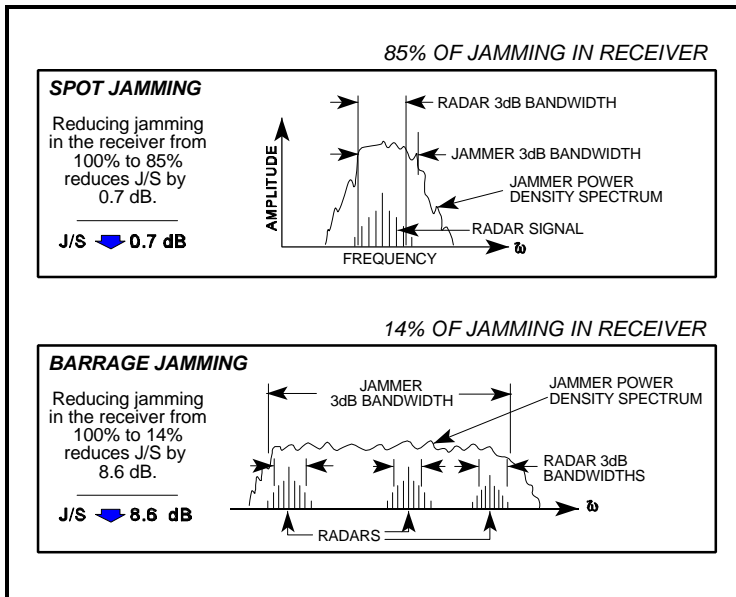 85% OF JAMMING IN RECEIVER
SPOT JAMMING
Reducing jamming
in the receiver from
100% to 85%
reduces J/S by
0.7 dB.
J/S 0.7 dB
AMPLITUDE
RADAR 3dB BANDWIDTH
JAMMER 3dB BANDWIDTH
JAMMER POWER
DENSITY SPECTRUM
RADAR SIGNAL
FREQUENCY
14% OF JAMMING IN RECEIVER
BARRAGE JAMMING
Reducing jamming
in the receiver from
100% to 14%
reduces J/S by
8.6 dB.
J/S 8.6 dB
JAMMER
3dB BANDWIDTH
JAMMER POWER
DENSITY SPECTRUM
RADAR 3dB
BANDWIDTHS
RADARS